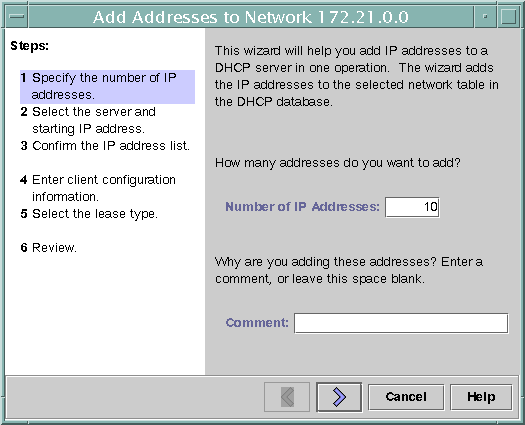 Add Addresses to Network 172.21.0.0
Steps:
1 Specify the number of IP
addresses.
2 Select the server and
starting IP address.
3 Confirm the IP address list.
4 Enter client configuration
information.
5 Select the lease type.
6 Review.
This wizard will help you add IP addresses to a
DHCP server in one operation. The wizard adds
the IP addresses to the selected network table in
the DHCP database.
How many addresses do you want to add?
Number of IP Addresses: 10
Why are you adding these addresses? Enter a
comment, or leave this space blank.
Comment:
Cancel Help